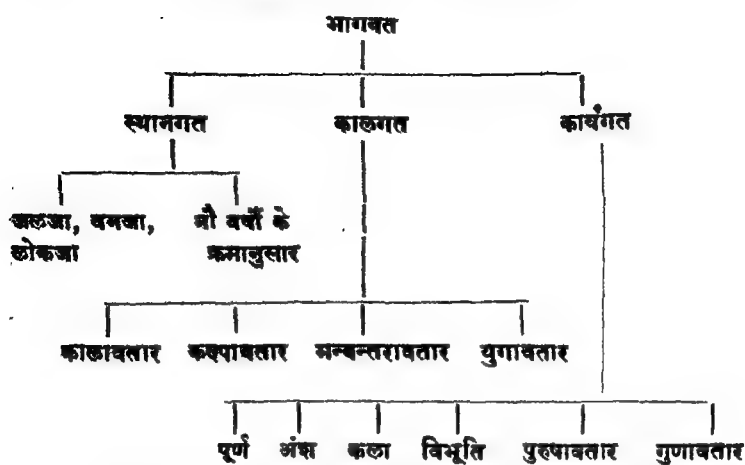 भागवत
स्थानगत कालगत कार्यगत
जलजा, वनजा, नौ वर्षों के
लोकजा क्रमानुसार
कालावतार कल्पावतार मन्वन्तरावतार युगावतार
पूर्ण अंश कला विभूति पुरुषावतार गुणावतार